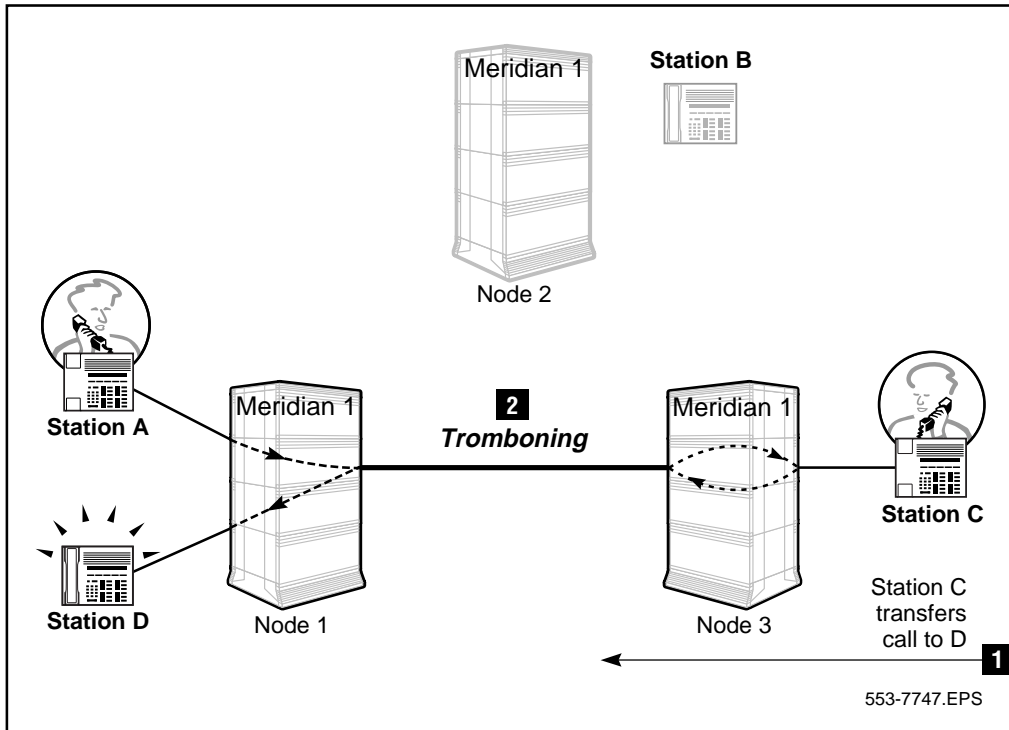 Meridian 1
Station B
Node 2
Station A
Meridian 1
2
Tromboning
Meridian 1
Station C
Station D
Node 1
Node 3
Station C
transfers
call to D
1
553-7747.EPS